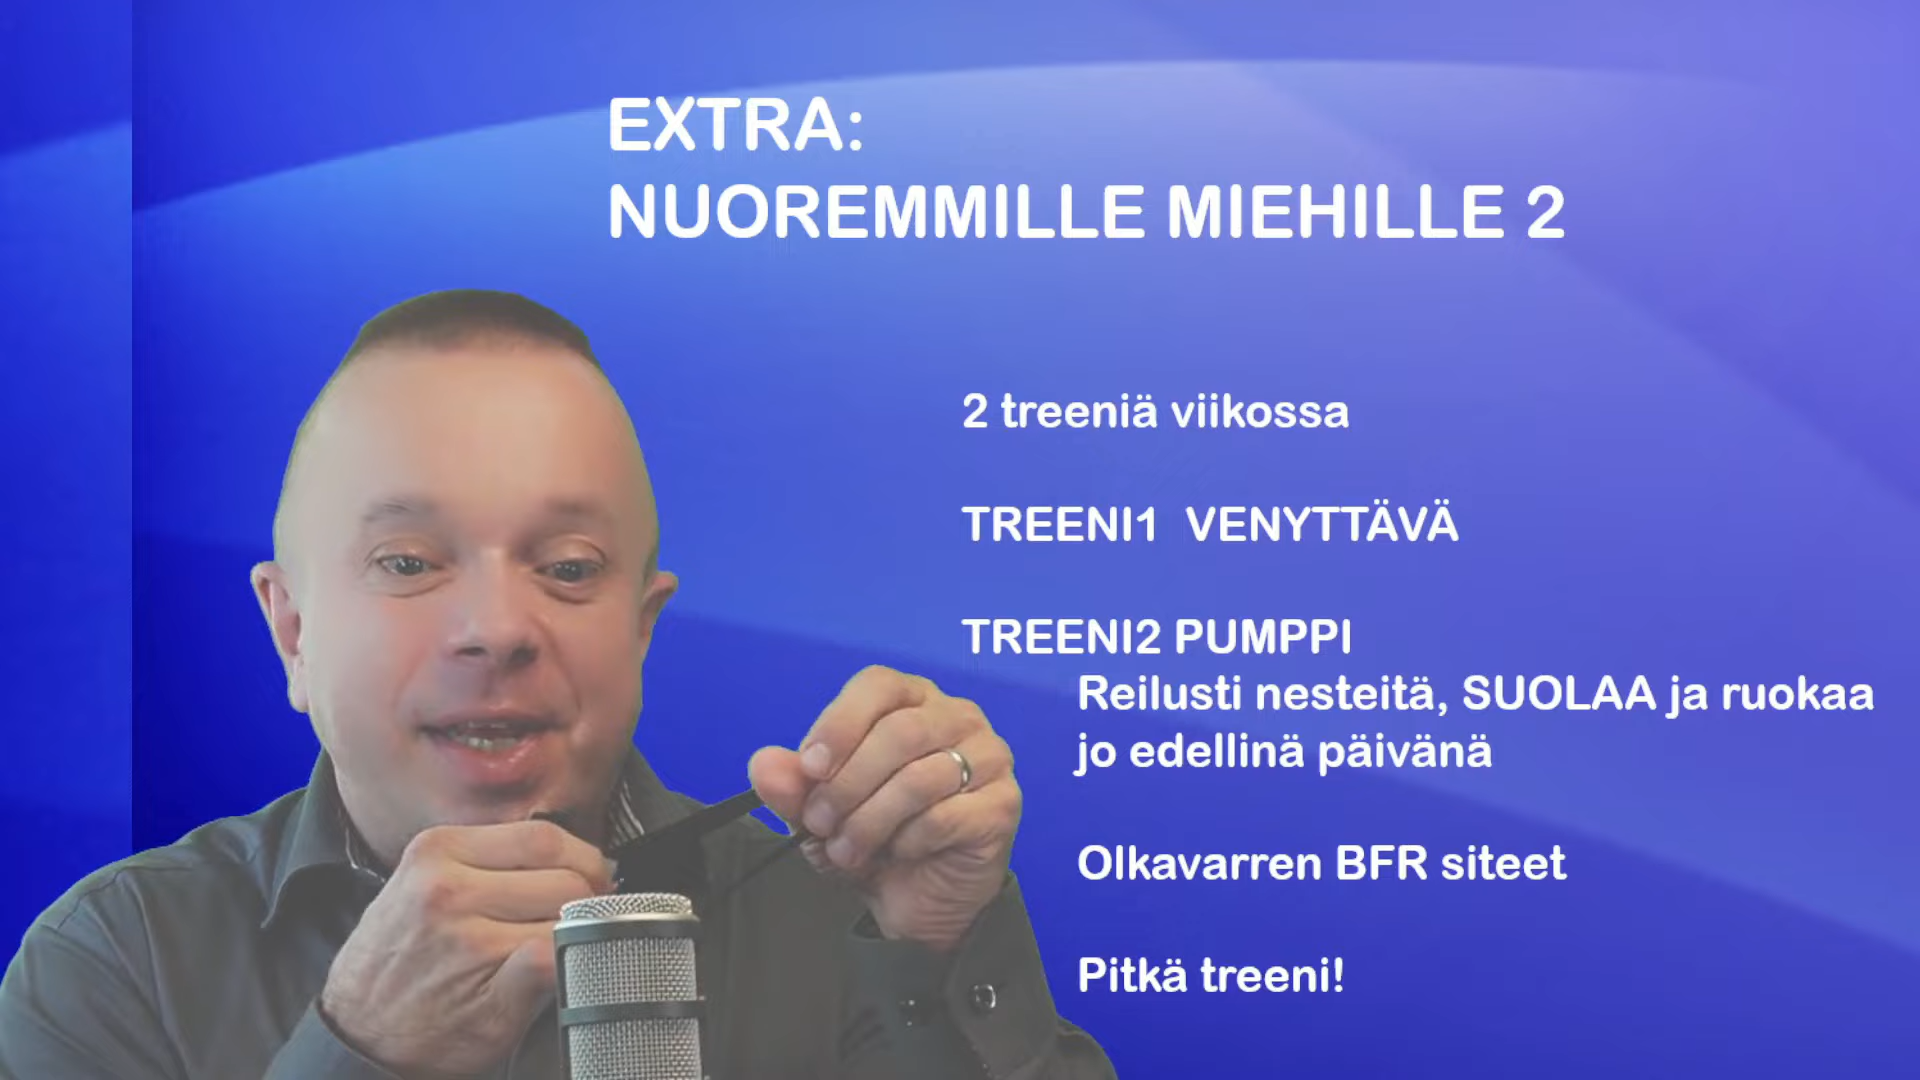 EXTRA:
NUOREMMILLE MIEHILLE 2
2 treeniä viikossa
TREENI1 VENYTTÄVÄ
TREENI2 PUMPPI
Reilusti nesteitä, SUOLAA ja ruokaa
jo edellinä päivänä
Olkavarren BFR siteet
Pitkä treeni!